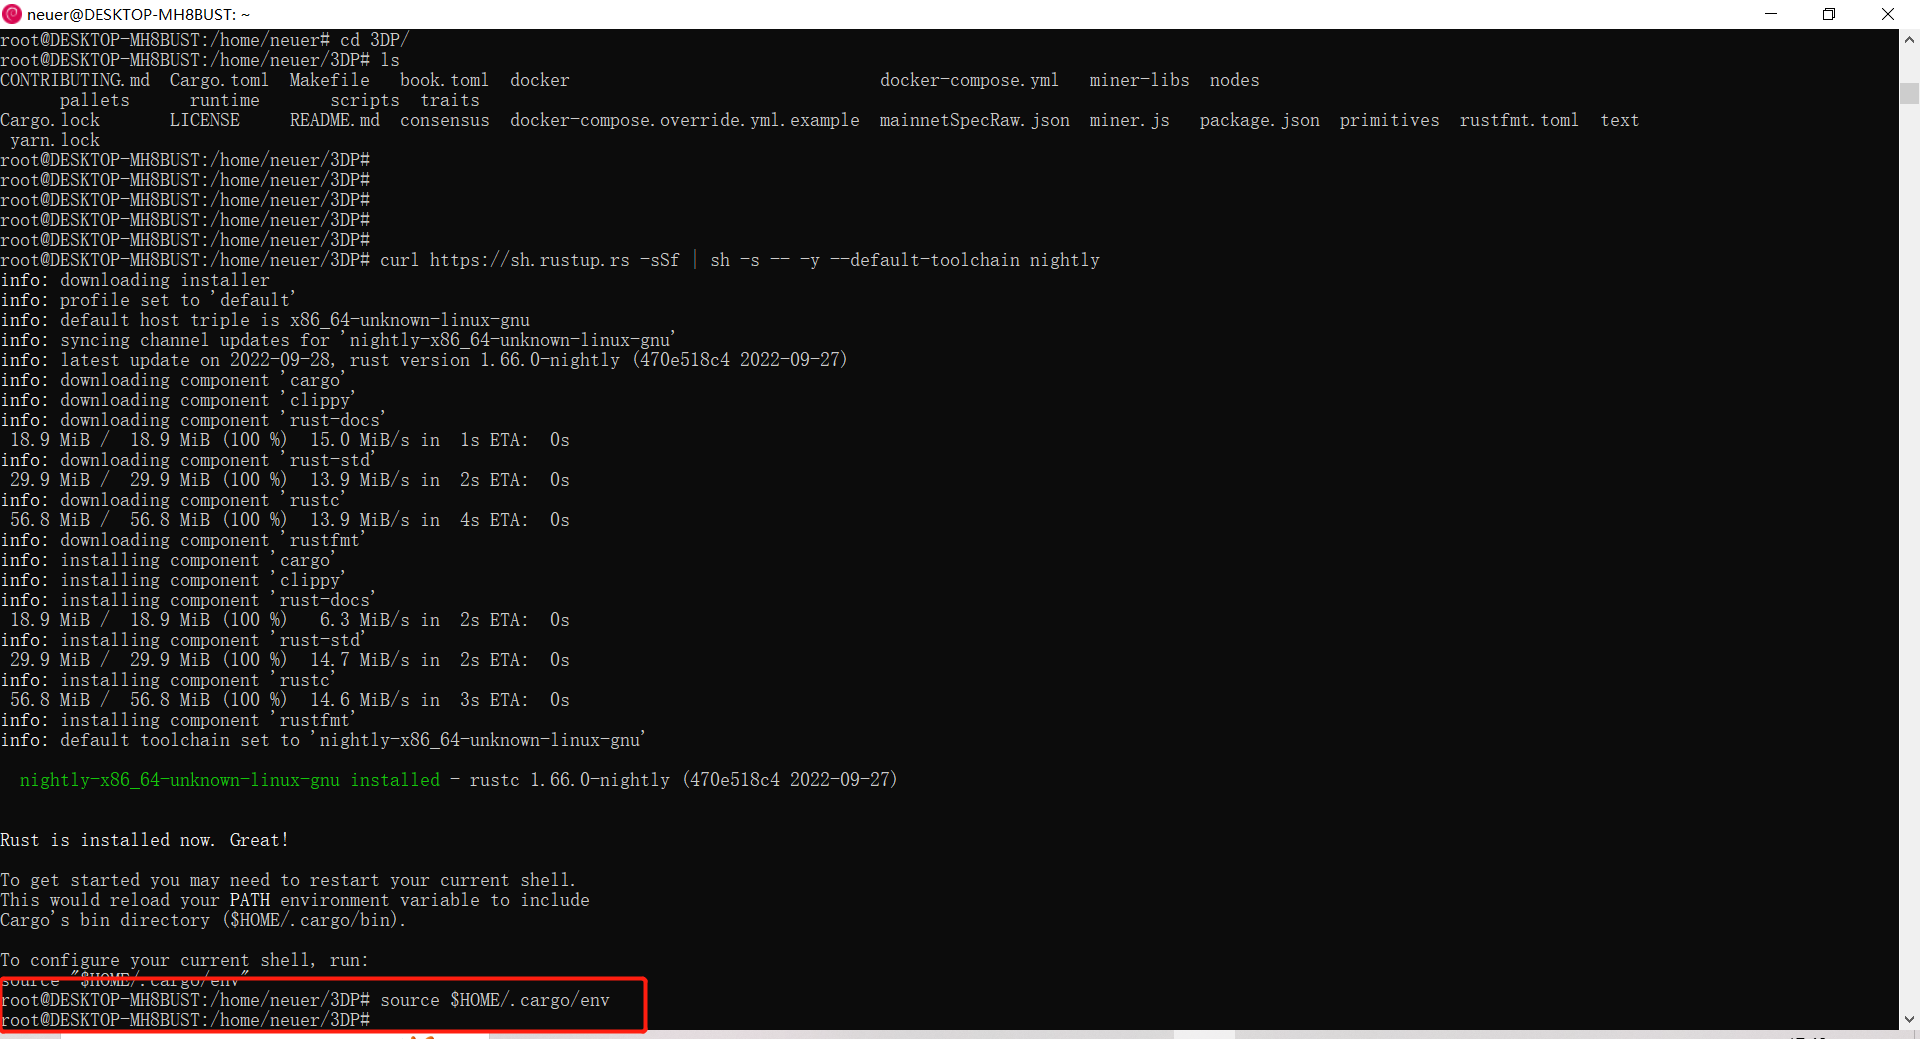 neuer@DESKTOP-MH8BUST: ~
root@DESKTOP-MH8BUST:/home/neuer# cd 3DP/
root@DESKTOP-MH8BUST:/home/neuer/3DP# ls
CONTRIBUTING.md  Cargo.toml  Makefile   book.toml  docker                               docker-compose.yml   miner-libs  nodes
      pallets      runtime       scripts  traits
Cargo.lock       LICENSE     README.md  consensus  docker-compose.override.yml.example  mainnetSpecRaw.json  miner.js   package.json  primitives  rustfmt.toml  text
 yarn.lock
root@DESKTOP-MH8BUST:/home/neuer/3DP#
root@DESKTOP-MH8BUST:/home/neuer/3DP#
root@DESKTOP-MH8BUST:/home/neuer/3DP#
root@DESKTOP-MH8BUST:/home/neuer/3DP#
root@DESKTOP-MH8BUST:/home/neuer/3DP#
root@DESKTOP-MH8BUST:/home/neuer/3DP# curl https://sh.rustup.rs -sSf | sh -s -- -y --default-toolchain nightly
info: downloading installer
info: profile set to 'default'
info: default host triple is x86_64-unknown-linux-gnu
info: syncing channel updates for 'nightly-x86_64-unknown-linux-gnu'
info: latest update on 2022-09-28, rust version 1.66.0-nightly (470e518c4 2022-09-27)
info: downloading component 'cargo'
info: downloading component 'clippy'
info: downloading component 'rust-docs'
 18.9 MiB /  18.9 MiB (100 %)  15.0 MiB/s in  1s ETA:  0s
info: downloading component 'rust-std'
 29.9 MiB /  29.9 MiB (100 %)  13.9 MiB/s in  2s ETA:  0s
info: downloading component 'rustc'
 56.8 MiB /  56.8 MiB (100 %)  13.9 MiB/s in  4s ETA:  0s
info: downloading component 'rustfmt'
info: installing component 'cargo'
info: installing component 'clippy'
info: installing component 'rust-docs'
 18.9 MiB /  18.9 MiB (100 %)   6.3 MiB/s in  2s ETA:  0s
info: installing component 'rust-std'
 29.9 MiB /  29.9 MiB (100 %)  14.7 MiB/s in  2s ETA:  0s
info: installing component 'rustc'
 56.8 MiB /  56.8 MiB (100 %)  14.6 MiB/s in  3s ETA:  0s
info: installing component 'rustfmt'
info: default toolchain set to 'nightly-x86_64-unknown-linux-gnu'
  nightly-x86_64-unknown-linux-gnu installed - rustc 1.66.0-nightly (470e518c4 2022-09-27)
Rust is installed now. Great!
To get started you may need to restart your current shell.
This would reload your PATH environment variable to include
Cargo's bin directory ($HOME/.cargo/bin).
To configure your current shell, run:
source "$HOME/.cargo/env"
root@DESKTOP-MH8BUST:/home/neuer/3DP# source $HOME/.cargo/env
root@DESKTOP-MH8BUST:/home/neuer/3DP#